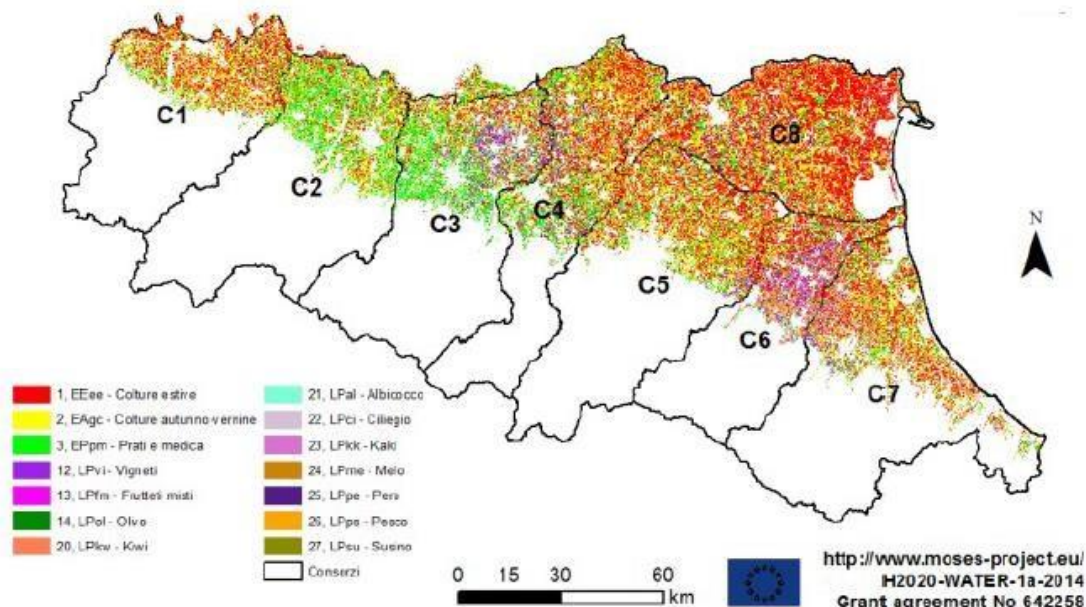 C1
C2
C3
C4
C8
C5
C6
C7
N
1, EEee - Colture estive
2, EAgc - Colture autunno-vernine
3, EPpm - Prati e medica
12, LPvi - Vigneti
13, LPfm - Frutteti misti
14, LPol - Olivo
20, LPkw - Kiwi
21, LPal - Albicocco
22, LPci - Ciliegio
23, LPkk - Kaki
24, LPme - Melo
25, LPpe - Pero
26, LPps - Pesco
27, LPsu - Susino
Consorzi
0 15 30 60
km
http://www.moses-project.eu/
H2020-WATER-1a-2014
Grant agreement No 642258